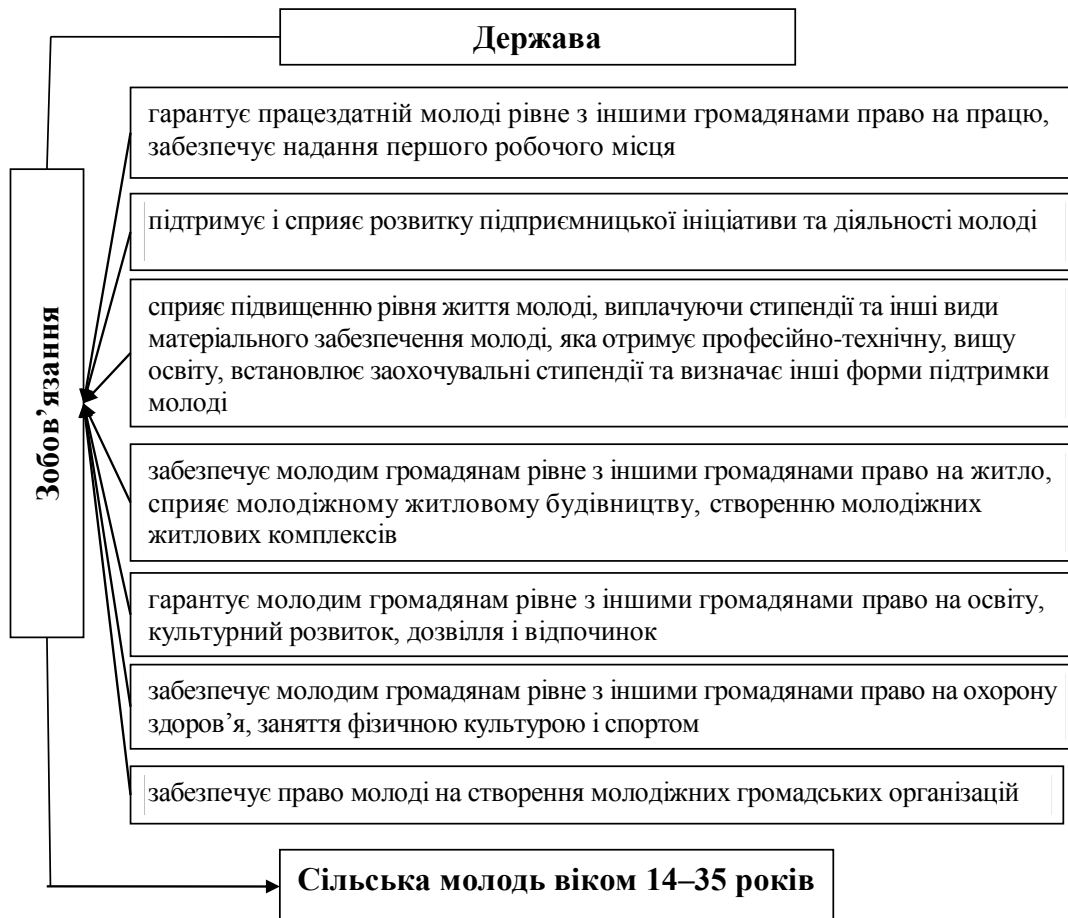 Держава
гарантує працездатній молоді рівне з іншими громадянами право на працю,
забезпечує надання першого робочого місця
підтримує і сприяє розвитку підприємницької ініціативи та діяльності молоді
Зобов’язання
сприяє підвищенню рівня життя молоді, виплачуючи стипендії та інші види
матеріального забезпечення молоді, яка отримує професійно-технічну, вищу
освіту, встановлює заохочувальні стипендії та визначає інші форми підтримки
молоді
забезпечує молодим громадянам рівне з іншими громадянами право на житло,
сприяє молодіжному житловому будівництву, створенню молодіжних
житлових комплексів
гарантує молодим громадянам рівне з іншими громадянами право на освіту,
культурний розвиток, дозвілля і відпочинок
забезпечує молодим громадянам рівне з іншими громадянами право на охорону
здоров’я, заняття фізичною культурою і спортом
забезпечує право молоді на створення молодіжних громадських організацій
Сільська молодь віком 14–35 років